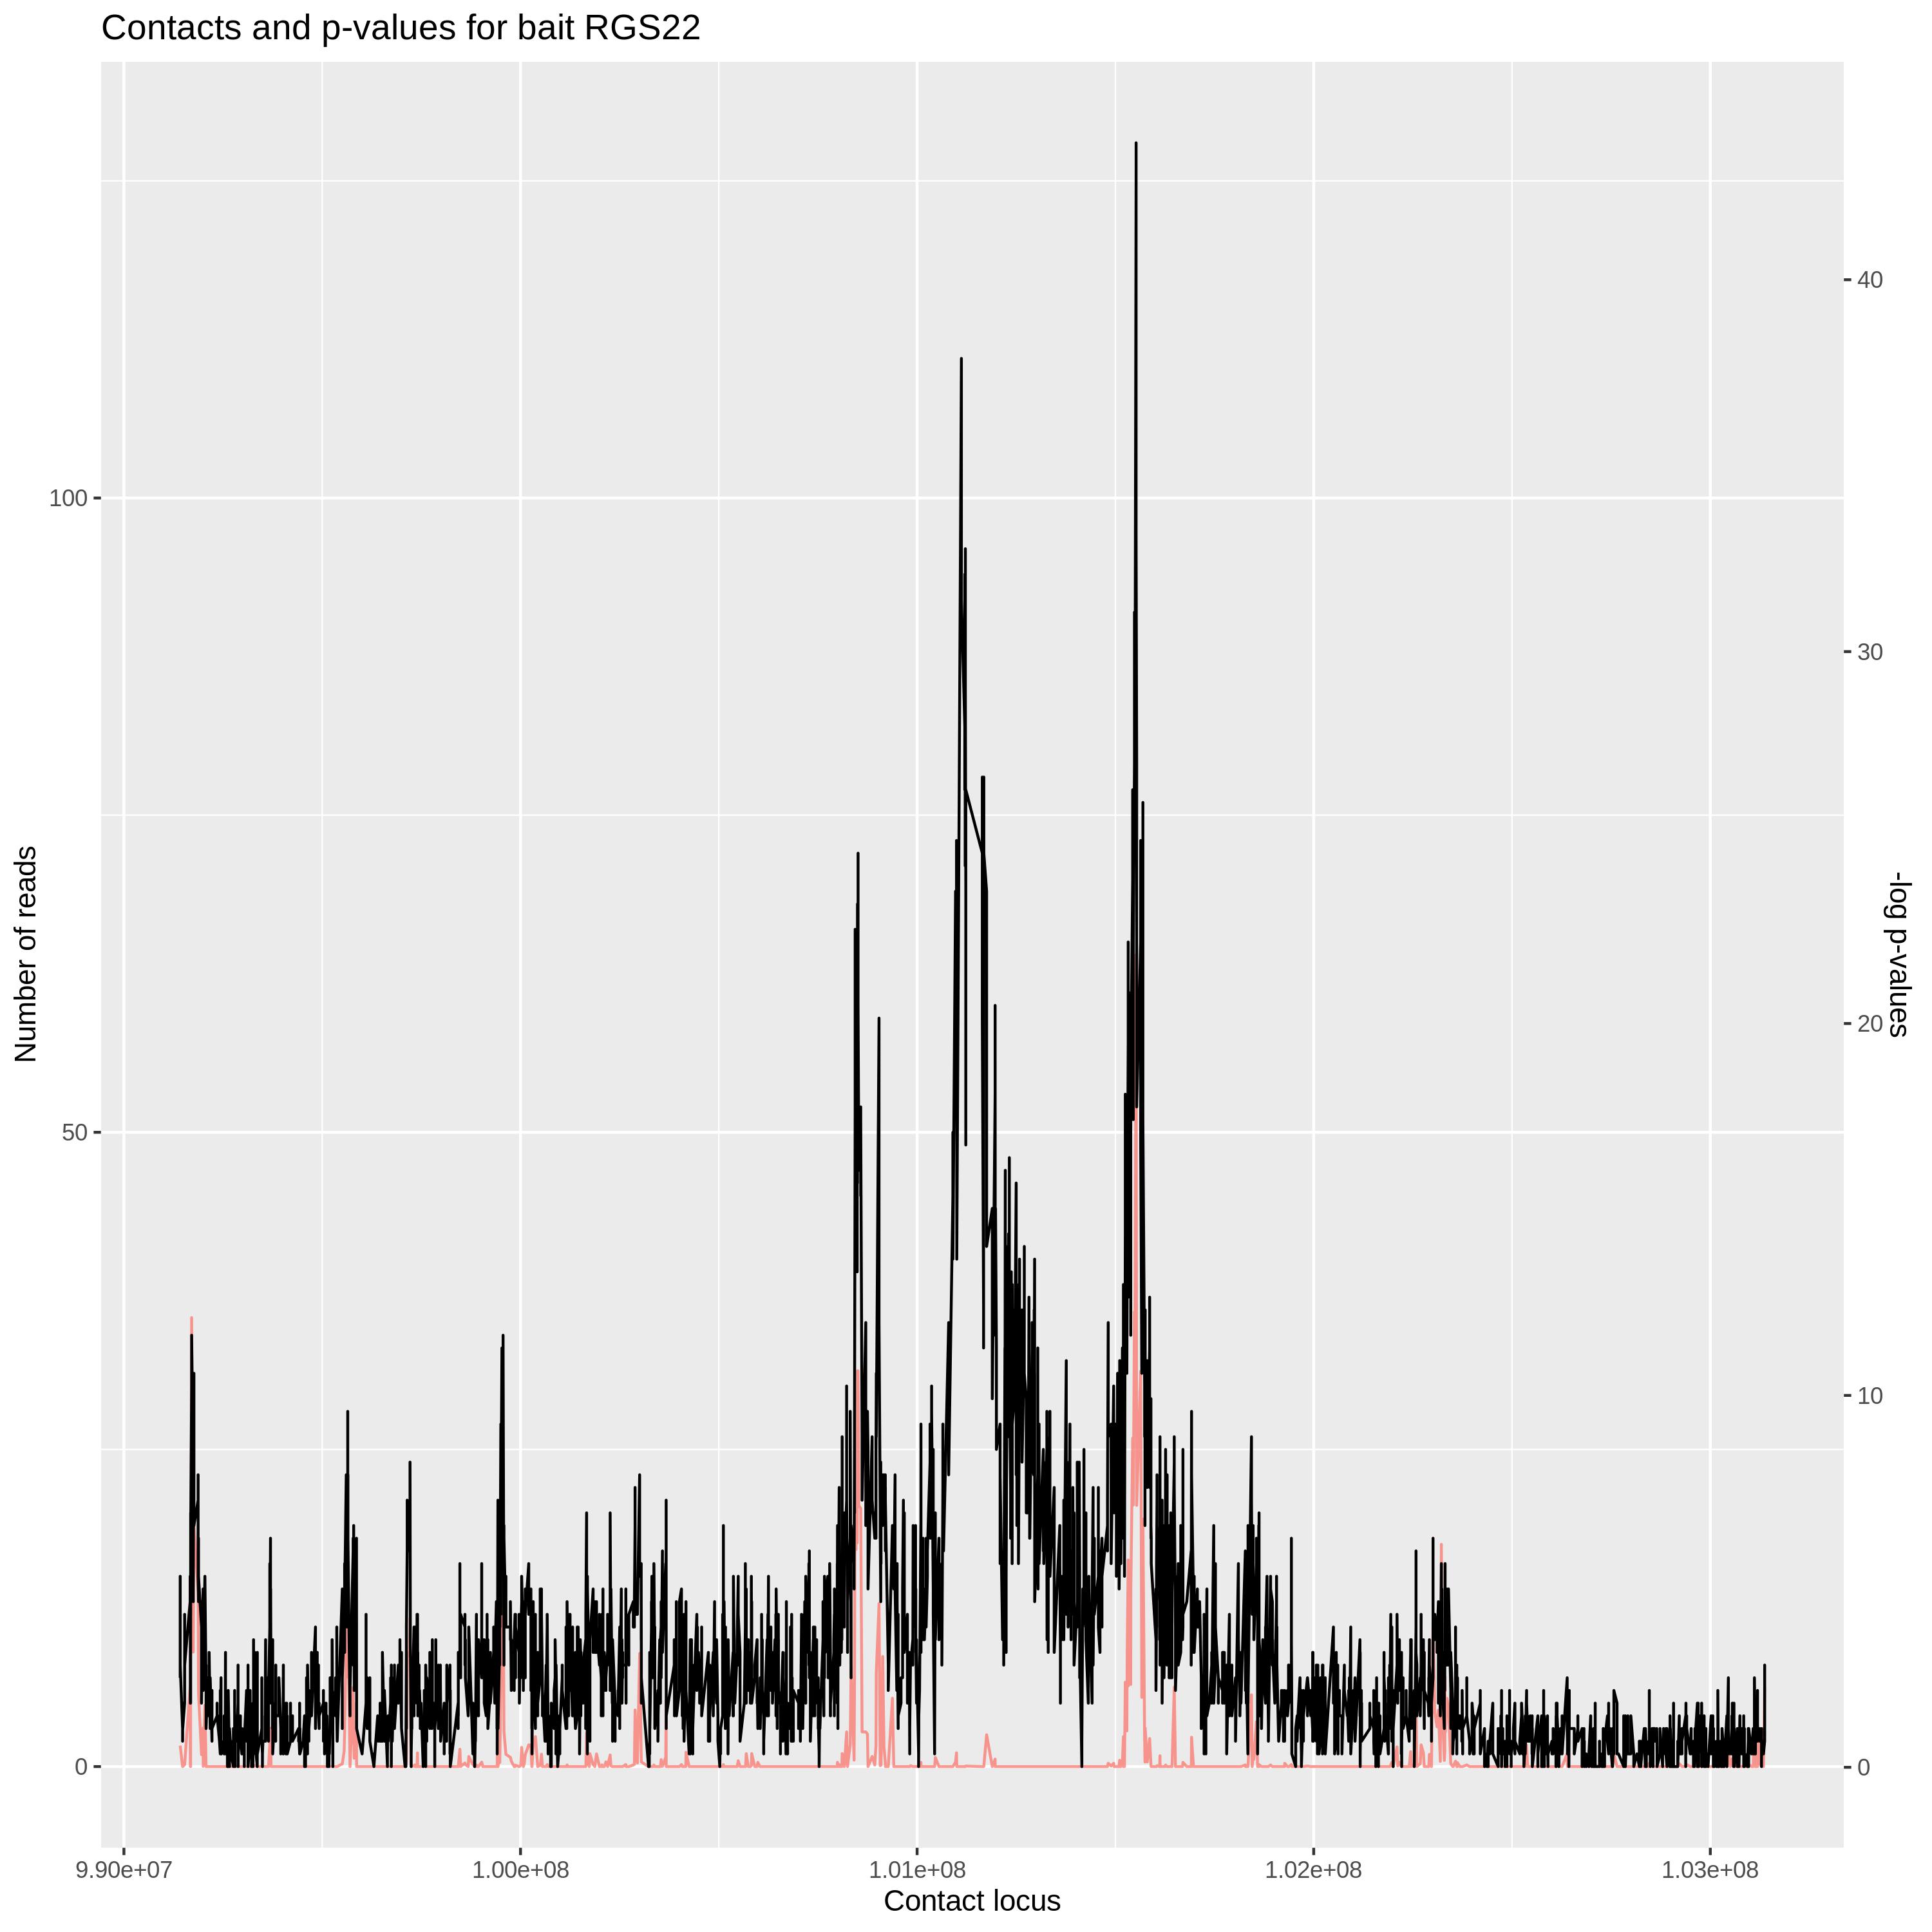 Contacts and p-values for bait RGS22
Number of reads
100
50
0
40
30
20
10
0
-log p-values
9.90e+07
1.00e+08
1.01e+08
1.02e+08
1.03e+08
Contact locus